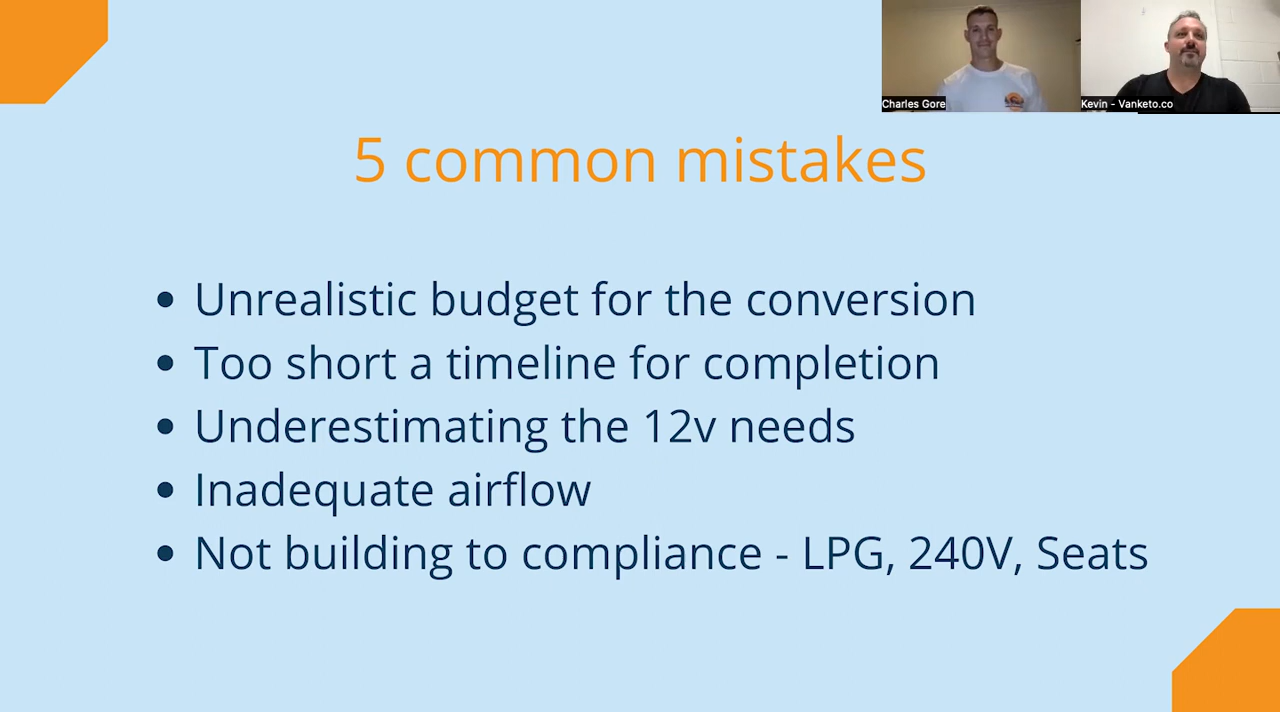 Charles Gore
Kevin - Vanketo.co
5 common mistakes
• Unrealistic budget for the conversion
• Too short a timeline for completion
• Underestimating the 12v needs
• Inadequate airflow
• Not building to compliance - LPG, 240V, Seats